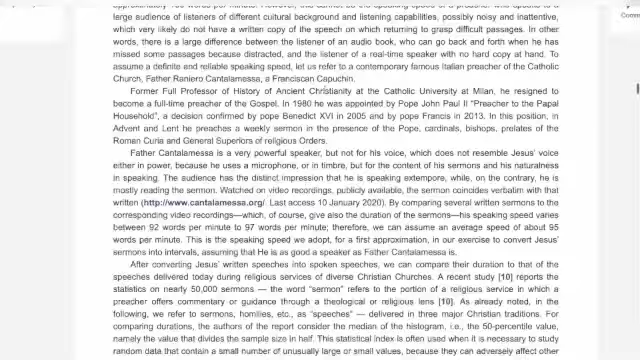 approximately 150 words per minute. However, this cannot be the speaking speed of a preacher who speaks to a
large audience of listeners of different cultural background and listening capabilities, possibly noisy and inattentive,
which very likely do not have a written copy of the speech on which returning to grasp difficult passages. In other
words, there is a large difference between the listener of an audio book, who can go back and forth when he has
missed some passages because distracted, and the listener of a real-time speaker with no hard copy at hand. To
assume a definite and reliable speaking speed, let us refer to a contemporary famous Italian preacher of the Catholic
Church, Father Raniero Cantalamessa, a Franciscan Capuchin.
Former Full Professor of History of Ancient Christianity at the Catholic University at Milan, he resigned to
become a full-time preacher of the Gospel. In 1980 he was appointed by Pope John Paul II “Preacher to the Papal
Household”, a decision confirmed by pope Benedict XVI in 2005 and by pope Francis in 2013. In this position, in
Advent and Lent he preaches a weekly sermon in the presence of the Pope, cardinals, bishops, prelates of the
Roman Curia and General Superiors of religious Orders.
Father Cantalamessa is a very powerful speaker, but not for his voice, which does not resemble Jesus’ voice
either in power, because he uses a microphone, or in timbre, but for the content of his sermons and his naturalness
in speaking. The audience has the distinct impression that he is speaking extempore, while, on the contrary, he is
mostly reading the sermon. Watched on video recordings, publicly available, the sermon coincides verbatim with that
written (http://www.cantalamessa.org/. Last access 10 January 2020). By comparing several written sermons to the
corresponding video recordings—which, of course, give also the duration of the sermons—his speaking speed varies
between 92 words per minute to 97 words per minute; therefore, we can assume an average speed of about 95
words per minute. This is the speaking speed we adopt, for a first approximation, in our exercise to convert Jesus’
sermons into intervals, assuming that He is as good a speaker as Father Cantalamessa is.
After converting Jesus’ written speeches into spoken speeches, we can compare their duration to that of the
speeches delivered today during religious services of diverse Christian Churches. A recent study [10] reports the
statistics on nearly 50,000 sermons — the word “sermon” refers to the portion of a religious service in which a
preacher offers commentary or guidance through a theological or religious lens [10]. As already noted, in the
following, we refer to sermons, homilies, etc., as “speeches” — delivered in three major Christian traditions. For
comparing durations, the authors of the report consider the median of the histogram, i.e., the 50-percentile value,
namely the value that divides the sample size in half. This statistical index is often used when it is necessary to study
random data that contain a small number of unusually large or small values, because they can adversely affect other